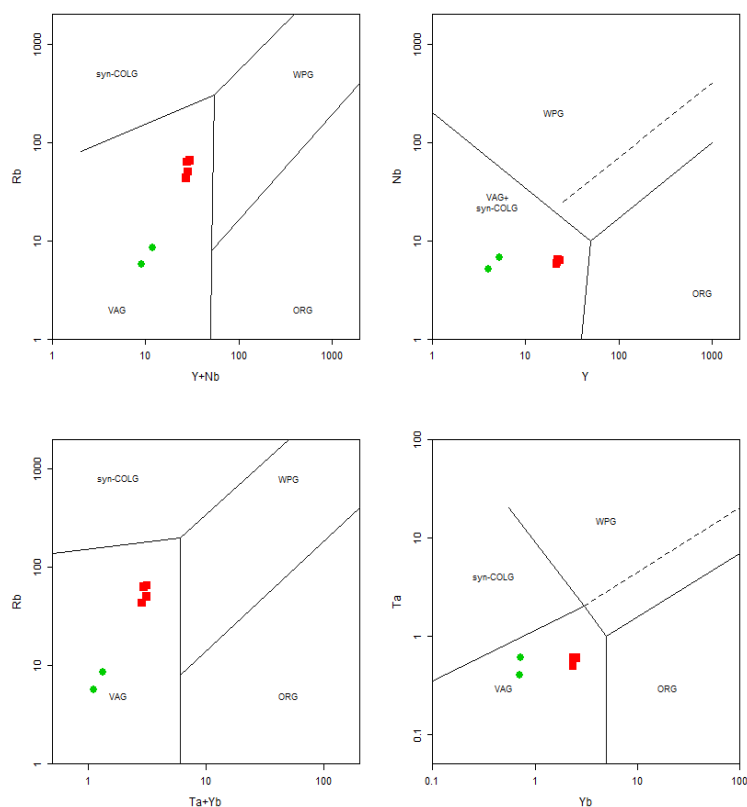 1000
100
10
1
Rb
syn-COLG
WPG
VAG
ORG
1
10
100
1000
Y+Nb
1000
100
10
1
Nb
WPG
VAG+
syn-COLG
ORG
1
10
100
1000
Y
1000
100
10
1
Rb
syn-COLG
WPG
VAG
ORG
1
10
100
Ta+Yb
100
10
1
0.1
Ta
WPG
syn-COLG
VAG
ORG
0.1
1
10
100
Yb